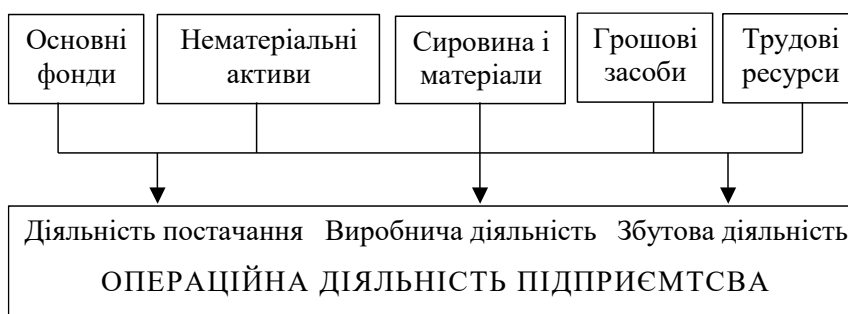 Основні
фонди
Нематеріальні
активи
Сировина і
матеріали
Грошові
засоби
Трудові
ресурси
Діяльність постачання Виробнича діяльність Збутова діяльність
ОПЕРАЦІЙНА ДІЯЛЬНІСТЬ ПІДПРИЄМТСВА